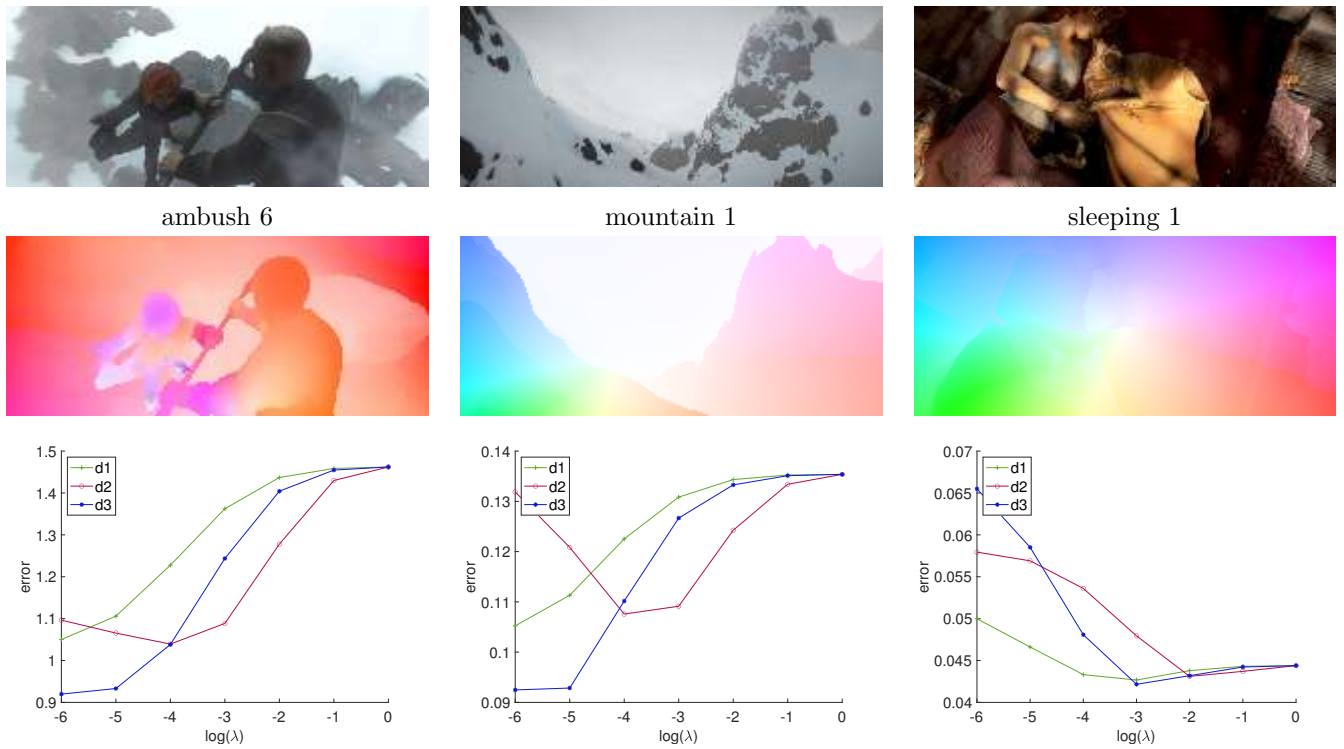 ambush 6
mountain 1
sleeping 1
1.5
1.4
1.3
1.2
1.1
1
0.9
error
d1
d2
d3
-6 -5 -4 -3 -2 -1 0
log(λ)
0.14
0.13
0.12
0.11
0.1
0.09
error
d1
d2
d3
-6 -5 -4 -3 -2 -1 0
log(λ)
0.07
0.065
0.06
0.055
0.05
0.045
0.04
error
d1
d2
d3
-6 -5 -4 -3 -2 -1 0
log(λ)